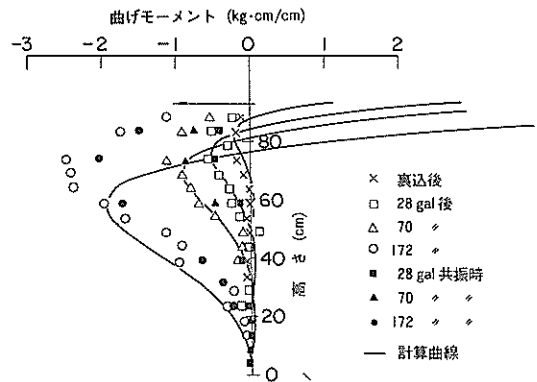 曲げモーメント (kg·cm/cm)
-3 -2 -1 0 1 2
80
60
40
20
0
高さ (cm)
× 裏込後
□ 28 gal 後
△ 70 〃
○ 172 〃
■ 28 gal 共振時
▲ 70 〃 〃
● 172 〃 〃
— 計算曲線